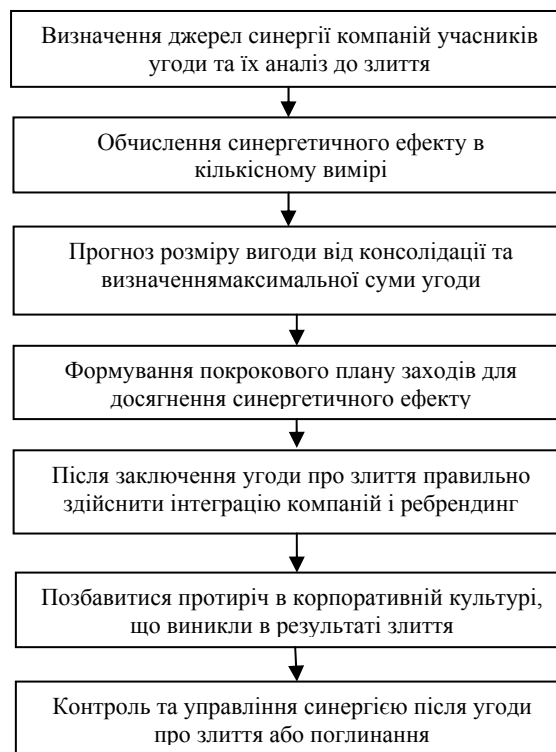 Визначення джерел синергії компаній учасників
угоди та їх аналіз до злиття
Обчислення синергетичного ефекту в
кількісному вимірі
Прогноз розміру вигоди від консолідації та
визначеннямаксимальної суми угоди
Формування покрокового плану заходів для
досягнення синергетичного ефекту
Після заключення угоди про злиття правильно
здійснити інтеграцію компаній і ребрендинг
Позбавитися протиріч в корпоративній культурі,
що виникли в результаті злиття
Контроль та управління синергією після угоди
про злиття або поглинання